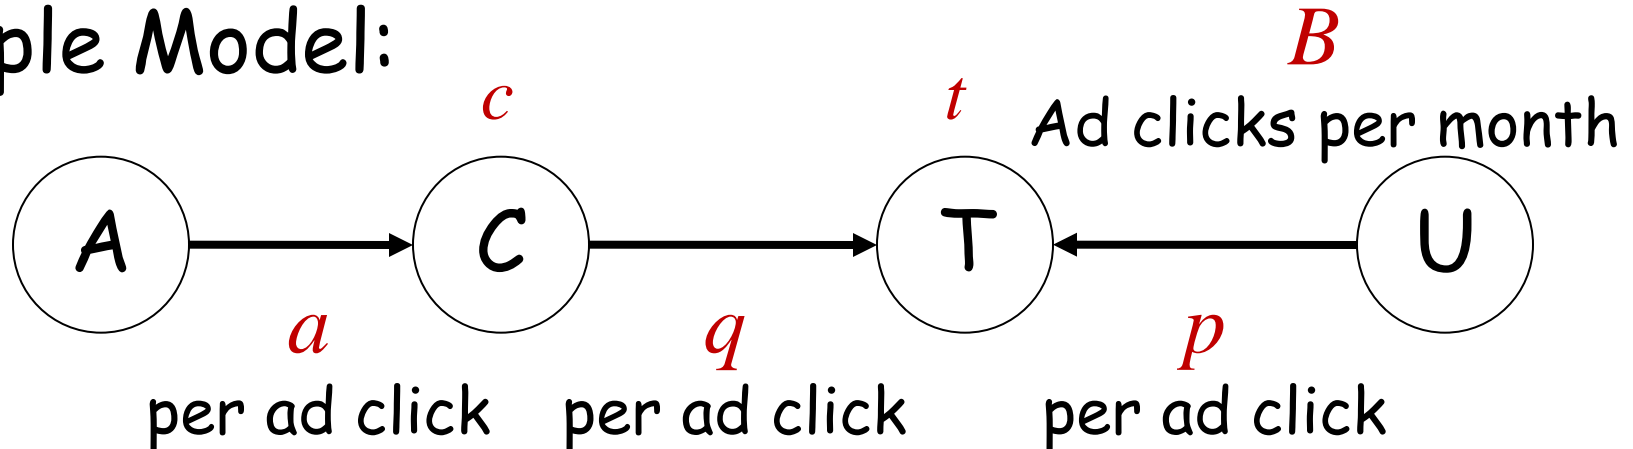 ple Model:
B
c
t
Ad clicks per month
A
C
T
U
a
q
p
per ad click
per ad click
per ad click